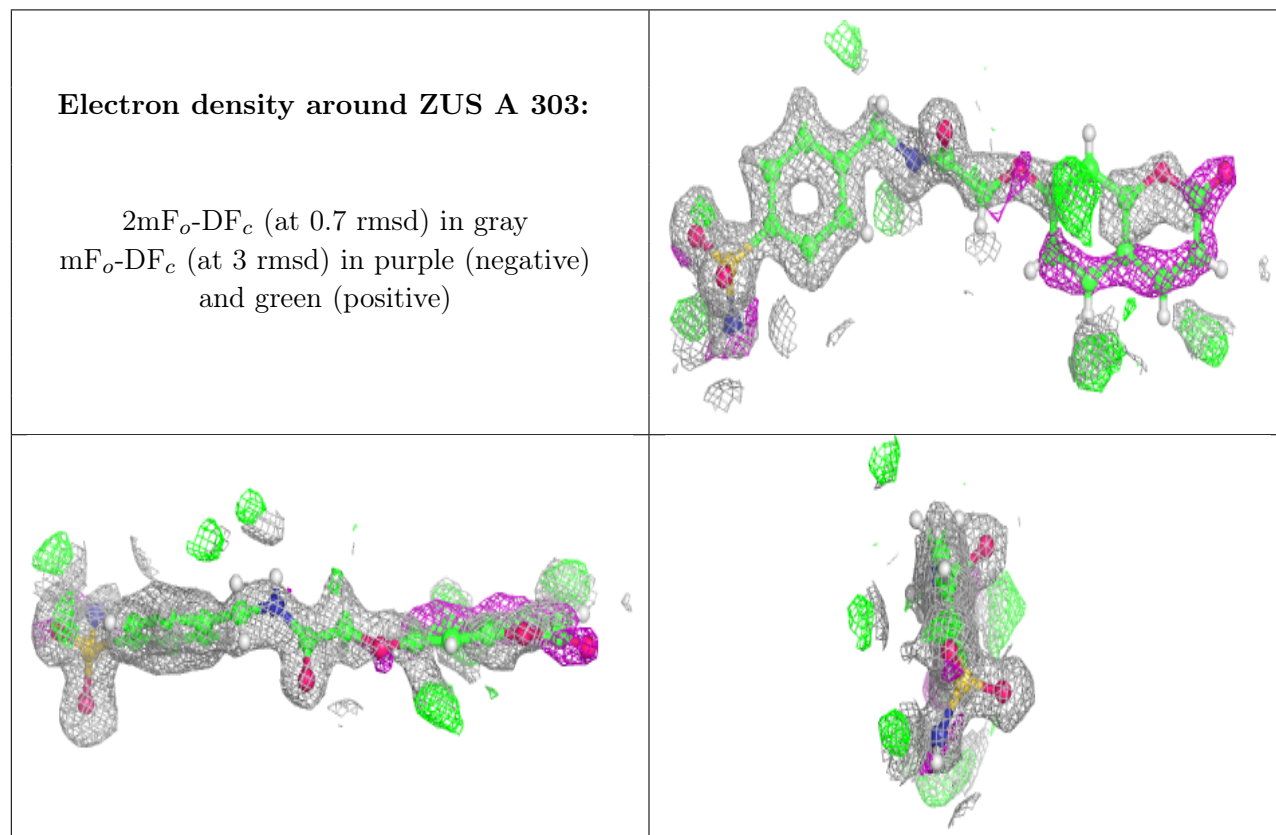 Electron density around ZUS A 303:
2mFₒ-DF𝒸 (at 0.7 rmsd) in gray
mFₒ-DF𝒸 (at 3 rmsd) in purple (negative)
and green (positive)